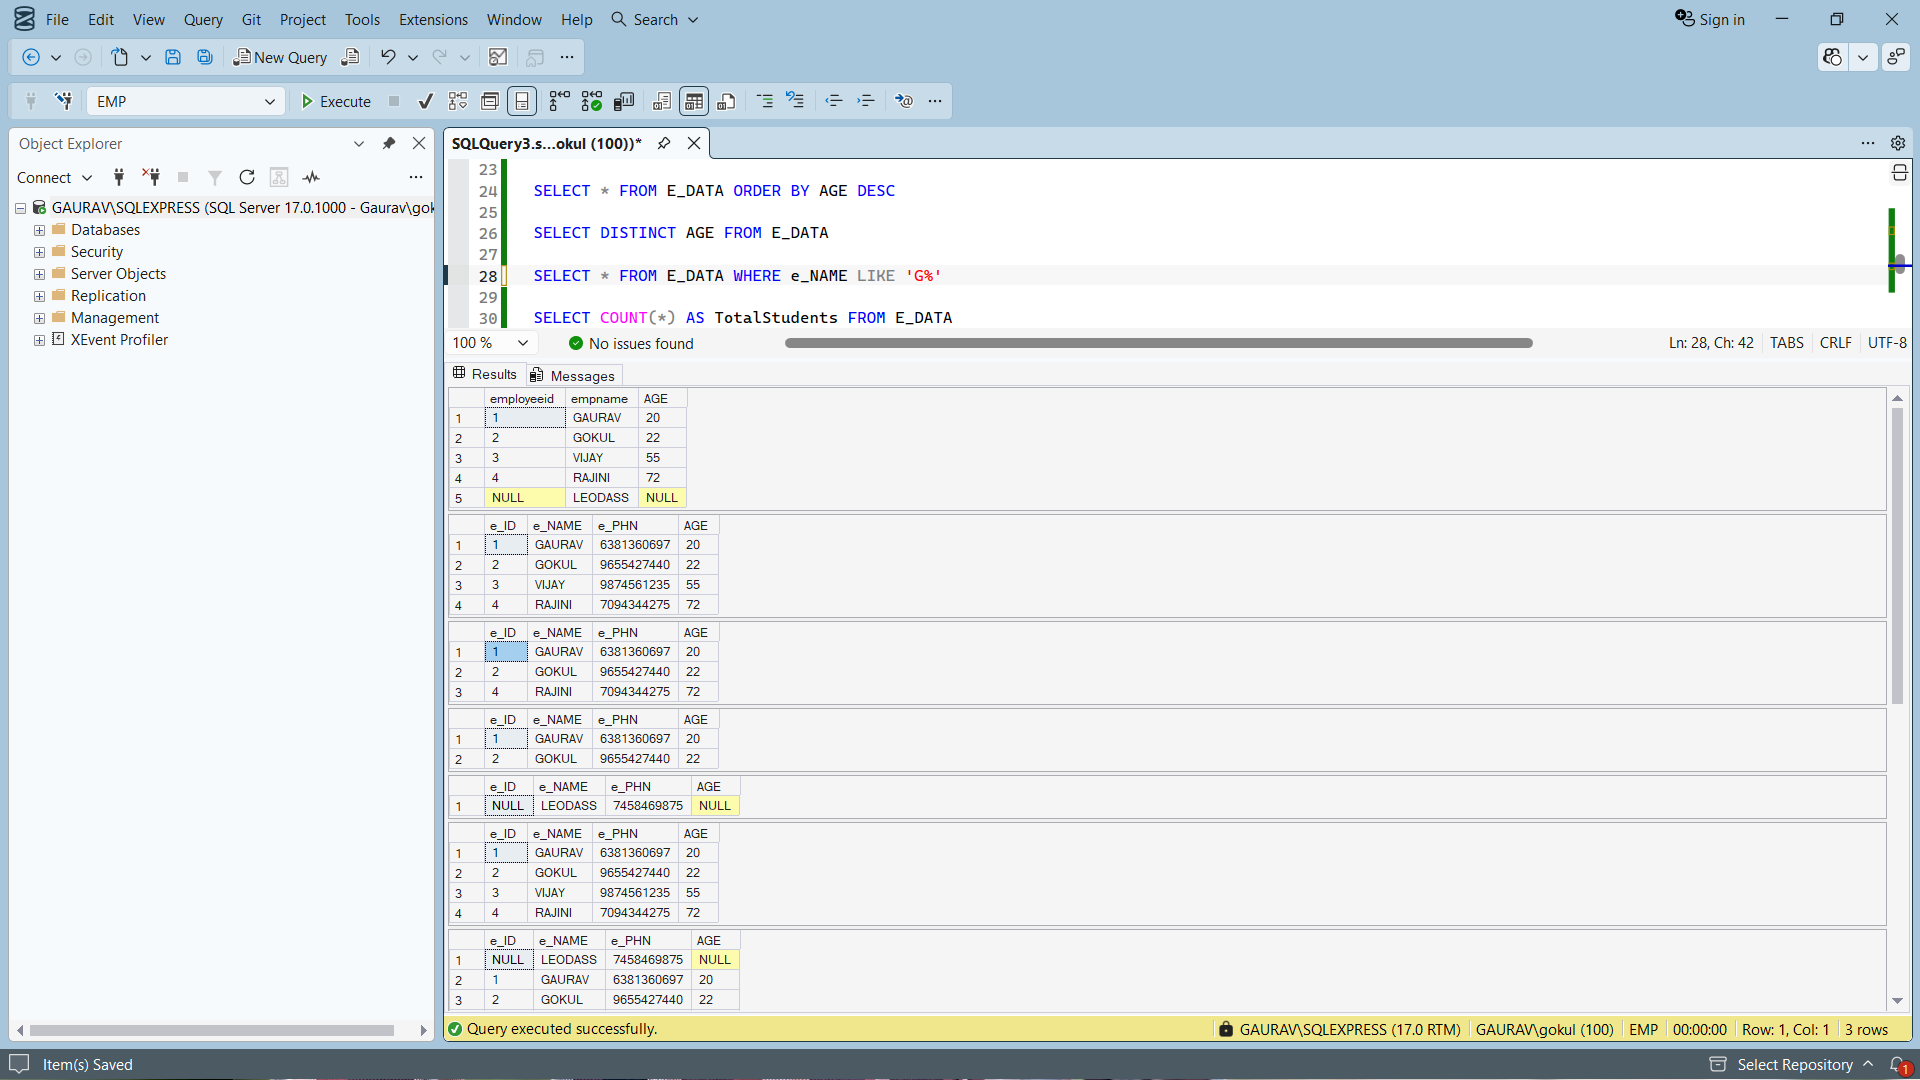 File Edit View Query Git Project Tools Extensions Window Help Search Sign in
New Query
EMP Execute
Object Explorer
Connect
GAURAV\SQLEXPRESS (SQL Server 17.0.1000 - Gaurav\gok
Databases
Security
Server Objects
Replication
Management
XEvent Profiler
SQLQuery3.s...okul (100))*
23
24 SELECT * FROM E_DATA ORDER BY AGE DESC
25
26 SELECT DISTINCT AGE FROM E_DATA
27
28 SELECT * FROM E_DATA WHERE e_NAME LIKE 'G%'
29
30 SELECT COUNT(*) AS TotalStudents FROM E_DATA
100 % No issues found Ln: 28, Ch: 42 TABS CRLF UTF-8
Results Messages
employeeid empname AGE
1 1 GAURAV 20
2 2 GOKUL 22
3 3 VIJAY 55
4 4 RAJINI 72
5 NULL LEODASS NULL
e_ID e_NAME e_PHN AGE
1 1 GAURAV 6381360697 20
2 2 GOKUL 9655427440 22
3 3 VIJAY 9874561235 55
4 4 RAJINI 7094344275 72
e_ID e_NAME e_PHN AGE
1 1 GAURAV 6381360697 20
2 2 GOKUL 9655427440 22
3 4 RAJINI 7094344275 72
e_ID e_NAME e_PHN AGE
1 1 GAURAV 6381360697 20
2 2 GOKUL 9655427440 22
e_ID e_NAME e_PHN AGE
1 NULL LEODASS 7458469875 NULL
e_ID e_NAME e_PHN AGE
1 1 GAURAV 6381360697 20
2 2 GOKUL 9655427440 22
3 3 VIJAY 9874561235 55
4 4 RAJINI 7094344275 72
e_ID e_NAME e_PHN AGE
1 NULL LEODASS 7458469875 NULL
2 1 GAURAV 6381360697 20
3 2 GOKUL 9655427440 22
Query executed successfully. GAURAV\SQLEXPRESS (17.0 RTM) GAURAV\gokul (100) EMP 00:00:00 Row: 1, Col: 1 3 rows
Item(s) Saved Select Repository 1